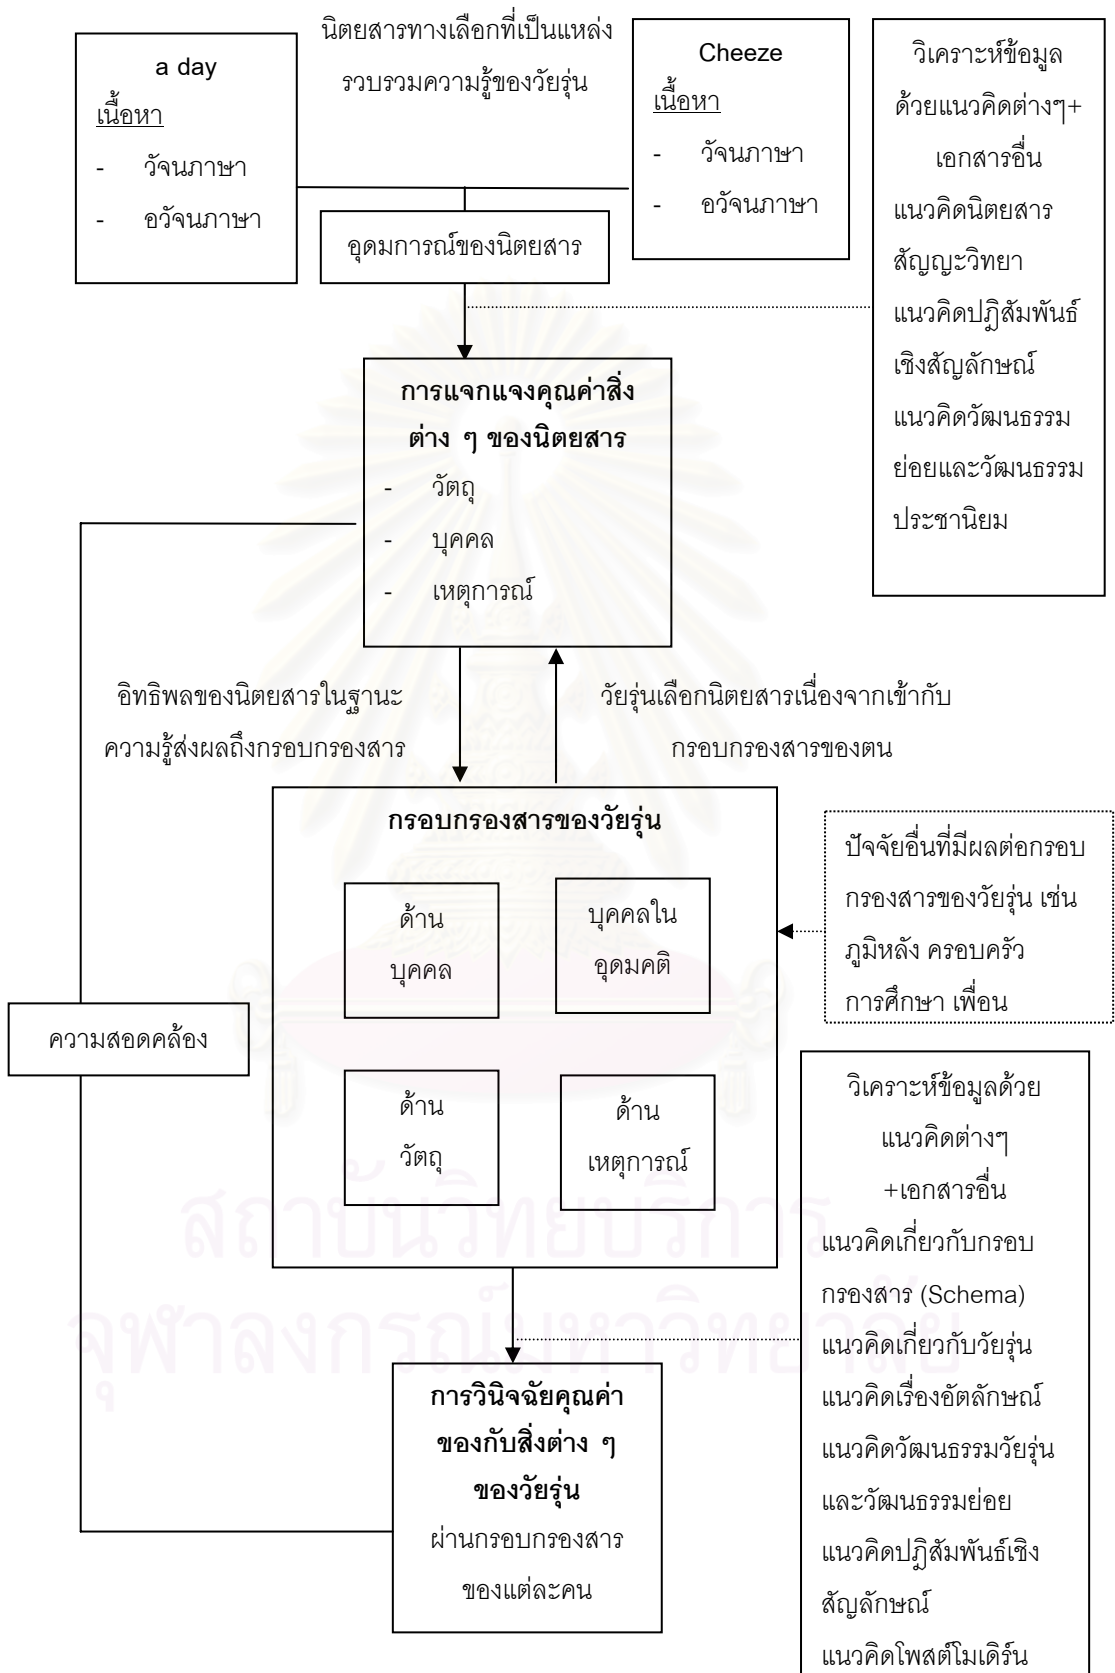 นิตยสารทางเลือกที่เป็นแหล่ง
รวบรวมความรู้ของวัยรุ่น
a day
เนื้อหา
- วัจนภาษา
- อวัจนภาษา
Cheeze
เนื้อหา
- วัจนภาษา
- อวัจนภาษา
อุดมการณ์ของนิตยสาร
วิเคราะห์ข้อมูล
ด้วยแนวคิดต่างๆ+
เอกสารอื่น
แนวคิดนิตยสาร
สัญญะวิทยา
แนวคิดปฎิสัมพันธ์
เชิงสัญลักษณ์
แนวคิดวัฒนธรรม
ย่อยและวัฒนธรรม
ประชานิยม
การแจกแจงคุณค่าสิ่ง
ต่าง ๆ ของนิตยสาร
- วัตถุ
- บุคคล
- เหตุการณ์
อิทธิพลของนิตยสารในฐานะ
ความรู้ส่งผลถึงกรอบกรองสาร
วัยรุ่นเลือกนิตยสารเนื่องจากเข้ากับ
กรอบกรองสารของตน
กรอบกรองสารของวัยรุ่น
ด้าน
บุคคล
บุคคลใน
อุดมคติ
ด้าน
วัตถุ
ด้าน
เหตุการณ์
ปัจจัยอื่นที่มีผลต่อกรอบ
กรองสารของวัยรุ่น เช่น
ภูมิหลัง ครอบครัว
การศึกษา เพื่อน
ความสอดคล้อง
วิเคราะห์ข้อมูลด้วย
แนวคิดต่างๆ
+เอกสารอื่น
แนวคิดเกี่ยวกับกรอบ
กรองสาร (Schema)
แนวคิดเกี่ยวกับวัยรุ่น
แนวคิดเรื่องอัตลักษณ์
แนวคิดวัฒนธรรมวัยรุ่น
และวัฒนธรรมย่อย
แนวคิดปฎิสัมพันธ์เชิง
สัญลักษณ์
แนวคิดโพสต์โมเดิร์น
การวินิจฉัยคุณค่า
ของกับสิ่งต่าง ๆ
ของวัยรุ่น
ผ่านกรอบกรองสาร
ของแต่ละคน
สถาบันวิทยบริการ
จุฬาลงกรณ์มหาวิทยาลัย